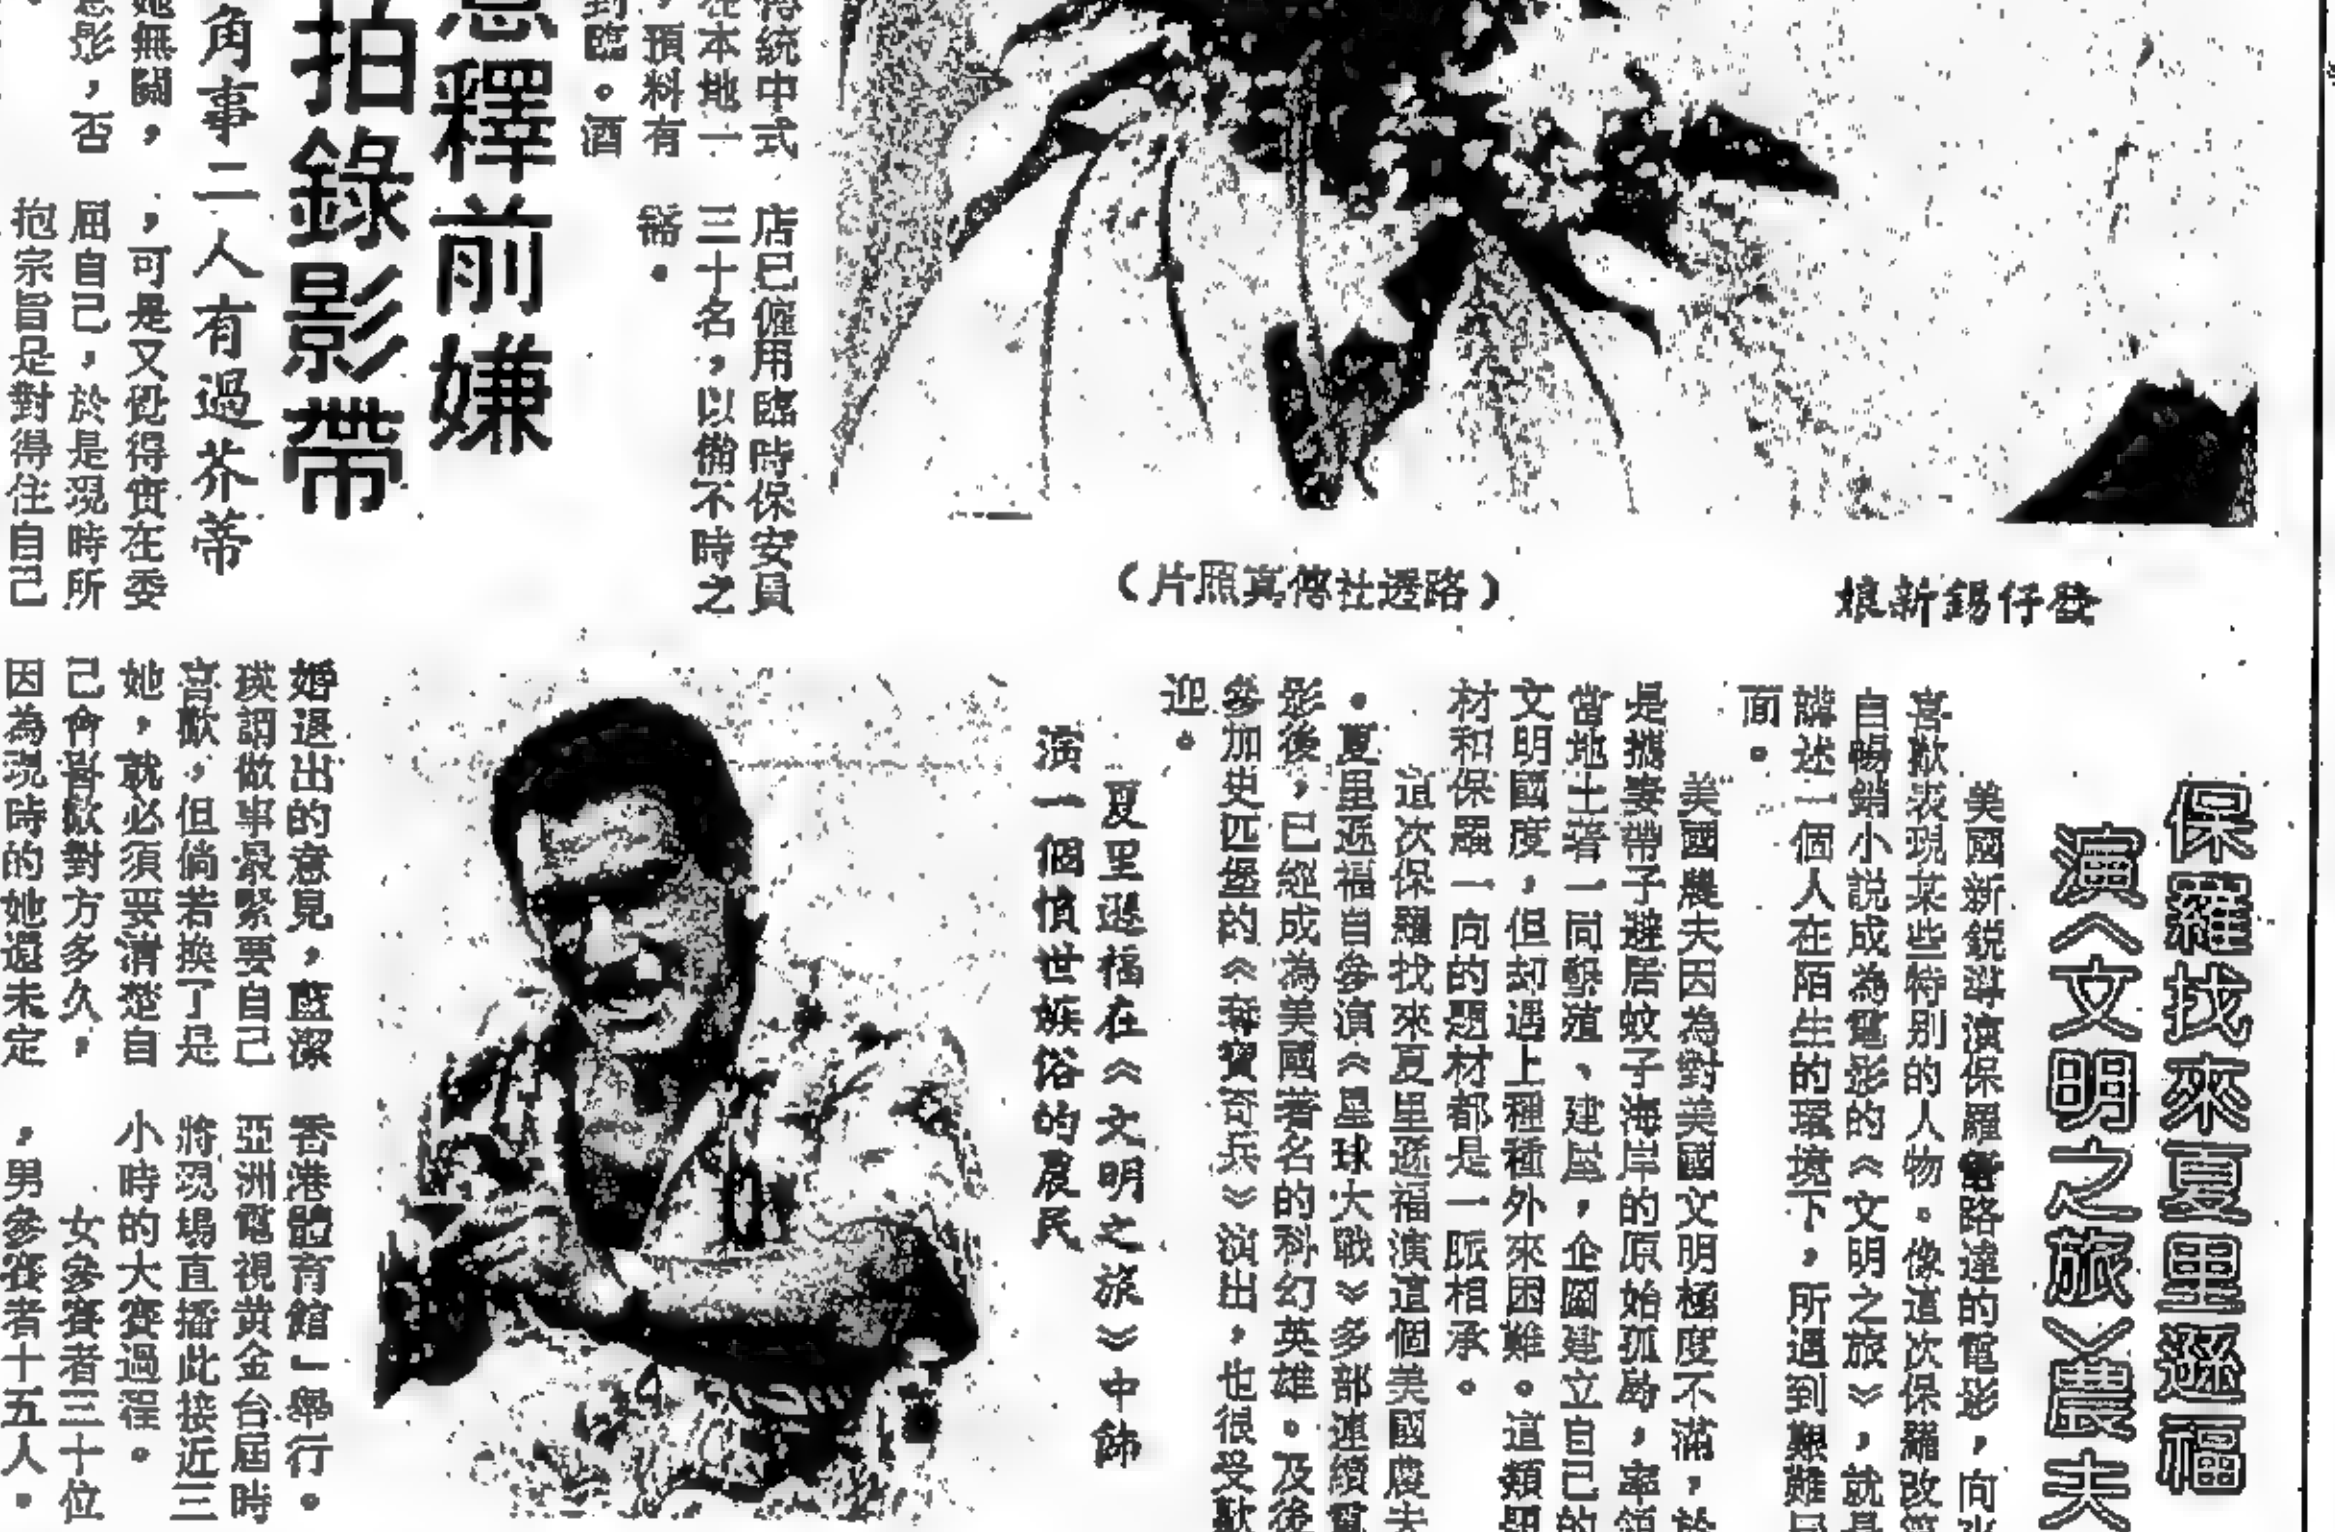 保羅找來夏里遜福
演〈文明之旅〉農夫
美國新銳導演保羅舒路達的電影，向來
喜歡表現某些特別的人物。像這次保羅改編
自暢銷小説成為電影的《文明之旅》，就是
講述一個人在陌生的環境下，所遇到艱難局
面。
美國農夫因為對美國文明極度不滿，於
是攜妻帶子避居蚊子海岸的原始孤島，率領
當地土著一同墾殖、建屋，企圖建立自己的
文明國度，但却遇上種種外來困難。這類題
材和保羅一向的題材都是一脈相承。
這次保羅找來夏里遜福演這個美國農夫
。夏里遜福自參演《星球大戰》多部連續電
影後，已經成為美國著名的科幻英雄。及後
參加史匹堡的《奪寶奇兵》演出，也很受歡
迎。
夏里遜福在《文明之旅》中飾
演一個憤世嫉俗的農民
發仔錫新娘
（路透社傳真照片）
傳統中式
在本地一
，預料有
到臨。酒
店已僱用臨時保安員
三十名，以備不時之
需。
意釋前嫌
拍錄影帶
角事二人有過芥蒂
她無關，
意影，否
，可是又覺得實在委
屈自己，於是現時所
抱宗旨是對得住自己
婚退出的意見，藍潔
瑛謂做事最緊要自己
喜歡，但倘若換了是
她，就必須要清楚自
己會喜歡對方多久，
因為現時的她還未定
香港體育館」舉行。
亞洲電視黃金台屆時
將現場直播此接近三
小時的大賽過程。
女參賽者三十位
，男參賽者十五人。